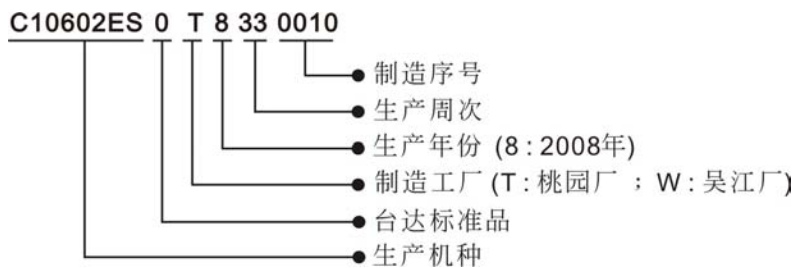 C10602ES 0 T 8 33 0010
制造序号
生产周次
生产年份 (8 : 2008年)
制造工厂 (T : 桃园厂 ; W : 吴江厂)
台达标准品
生产机种